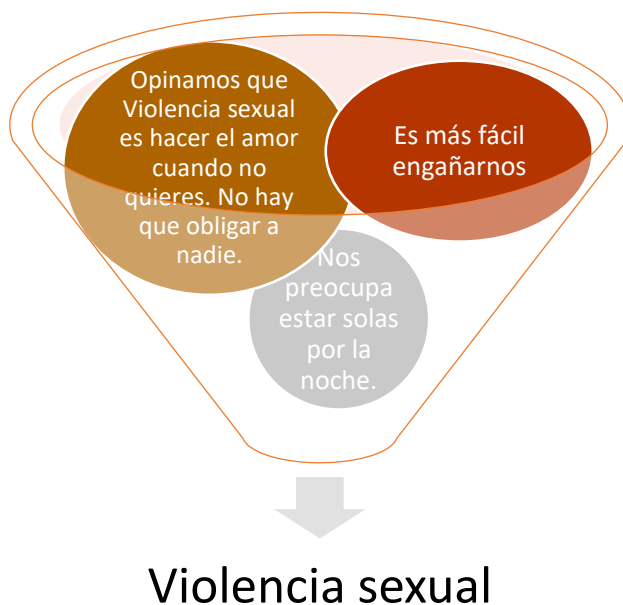 Opinamos que
Violencia sexual
es hacer el amor
cuando no
quieres. No hay
que obligar a
nadie.
Es más fácil
engañarnos
Nos
preocupa
estar solas
por la
noche.
Violencia sexual